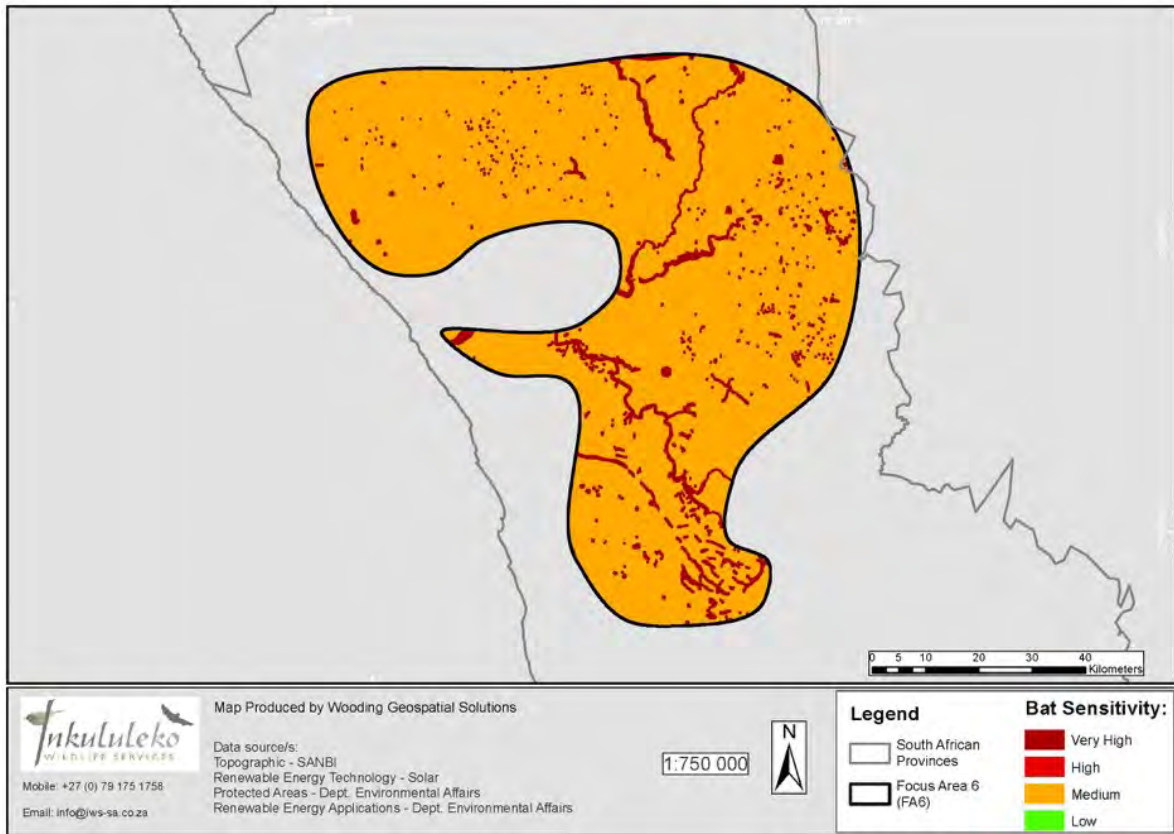 0 5 10 20 30 40
Kilometers
Inkululeko
WILDLIFE SERVICES
Mobile: +27 (0) 79 175 1758
Email: info@iws-sa.co.za
Map Produced by Wooding Geospatial Solutions
Data source/s:
Topographic - SANBI
Renewable Energy Technology - Solar
Protected Areas - Dept. Environmental Affairs
Renewable Energy Applications - Dept. Environmental Affairs
1:750 000
N
Legend
South African
Provinces
Focus Area 6
(FA6)
Bat Sensitivity:
Very High
High
Medium
Low